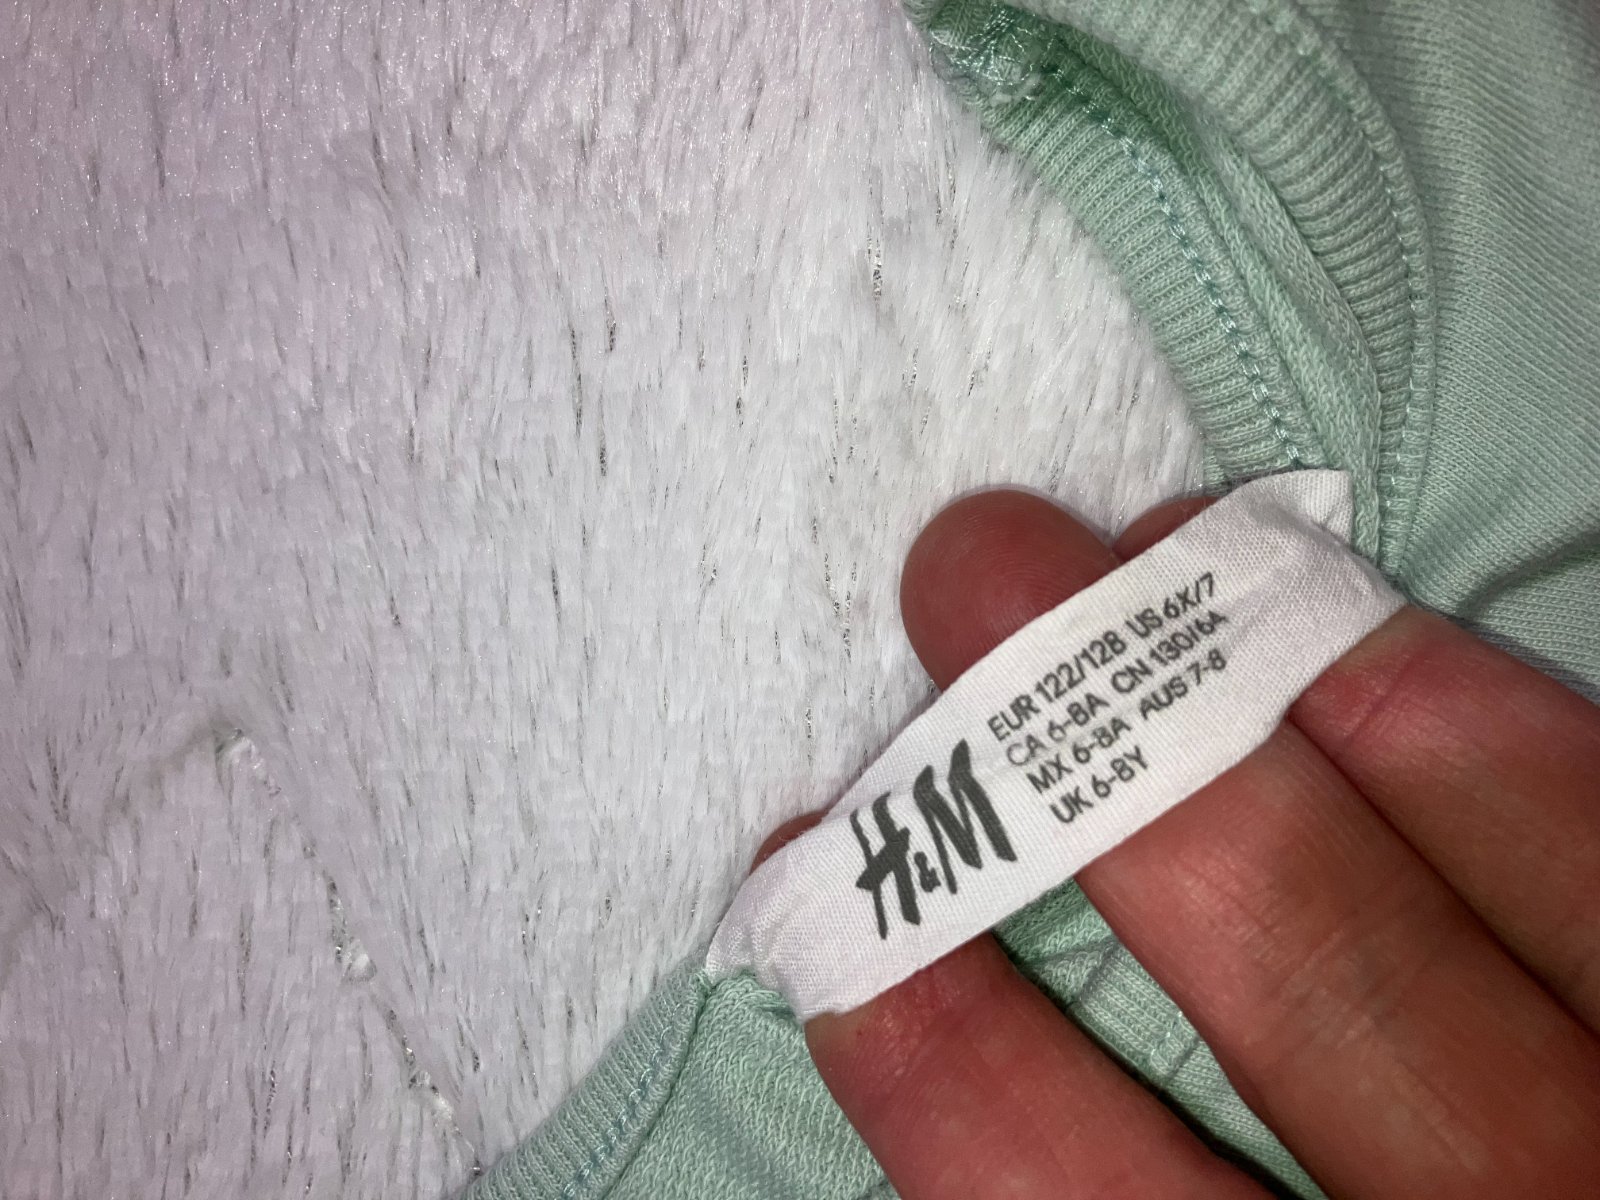 H&M
EUR 122/128 US 6X/7
CA 6-8A CN 130/64
MX 6-8A AUS 7-8
UK 6-8Y